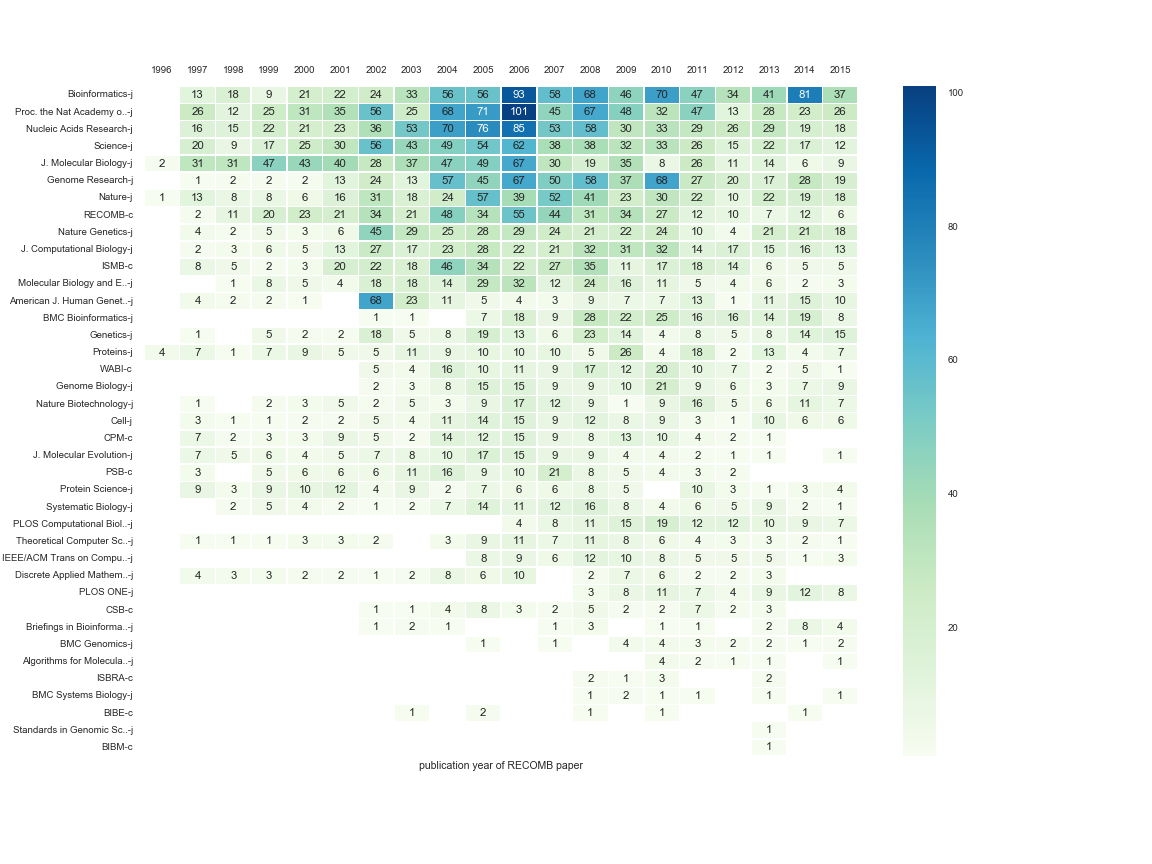 1996 1997 1998 1999 2000 2001 2002 2003 2004 2005 2006 2007 2008 2009 2010 2011 2012 2013 2014 2015
Bioinformatics-j 13 18 9 21 22 24 33 56 56 93 58 68 46 70 47 34 41 81 37 100
Proc. the Nat Academy o..-j 26 12 25 31 35 56 25 68 71 101 45 67 48 32 47 13 28 23 26
Nucleic Acids Research-j 16 15 22 21 23 36 53 70 76 85 53 58 30 33 29 26 29 19 18
Science-j 20 9 17 25 30 56 43 49 54 62 38 38 32 33 26 15 22 17 12
J. Molecular Biology-j 2 31 31 47 43 40 28 37 47 49 67 30 19 35 8 26 11 14 6 9
Genome Research-j 1 2 2 2 13 24 13 57 45 67 50 58 37 68 27 20 17 28 19
Nature-j 1 13 8 8 6 16 31 18 24 57 39 52 41 23 30 22 10 22 19 18
RECOMB-c 2 11 20 23 21 34 21 48 34 55 44 31 34 27 12 10 7 12 6
Nature Genetics-j 4 2 5 3 6 45 29 25 28 29 24 21 22 24 10 4 21 21 18 80
J. Computational Biology-j 2 3 6 5 13 27 17 23 28 22 21 32 31 32 14 17 15 16 13
ISMB-c 8 5 2 3 20 22 18 46 34 22 27 35 11 17 18 14 6 5 5
Molecular Biology and E..-j 1 8 5 4 18 18 14 29 32 12 24 16 11 5 4 6 2 3
American J. Human Genet..-j 4 2 2 1 68 23 11 5 4 3 9 7 7 13 1 11 15 10
BMC Bioinformatics-j 1 1 7 18 9 28 22 25 16 16 14 19 8
Genetics-j 1 5 2 2 18 5 8 19 13 6 23 14 4 8 5 8 14 15
Proteins-j 4 7 1 7 9 5 5 11 9 10 10 10 5 26 4 18 2 13 4 7 60
WABI-c 5 4 16 10 11 9 17 12 20 10 7 2 5 1
Genome Biology-j 2 3 8 15 15 9 9 10 21 9 6 3 7 9
Nature Biotechnology-j 1 2 3 5 2 5 3 9 17 12 9 1 9 16 5 6 11 7
Cell-j 3 1 1 2 2 5 4 11 14 15 9 12 8 9 3 1 10 6 6
CPM-c 7 2 3 3 9 5 2 14 12 15 9 8 13 10 4 2 1
J. Molecular Evolution-j 7 5 6 4 5 7 8 10 17 15 9 9 4 4 2 1 1 1
PSB-c 3 5 6 6 6 11 16 9 10 21 8 5 4 3 2
Protein Science-j 9 3 9 10 12 4 9 2 7 6 6 8 5 10 3 1 3 4 40
Systematic Biology-j 2 5 4 2 1 2 7 14 11 12 16 8 4 6 5 9 2 1
PLOS Computational Biol..-j 4 8 11 15 19 12 12 10 9 7
Theoretical Computer Sc..-j 1 1 1 3 3 2 3 9 11 7 11 8 6 4 3 3 2 1
IEEE/ACM Trans on Compu..-j 8 9 6 12 10 8 5 5 5 1 3
Discrete Applied Mathem..-j 4 3 3 2 2 1 2 8 6 10 2 7 6 2 2 3
PLOS ONE-j 3 8 11 7 4 9 12 8
CSB-c 1 1 4 8 3 2 5 2 2 7 2 3
Briefings in Bioinforma..-j 1 2 1 1 3 1 1 2 8 4 20
BMC Genomics-j 1 1 4 4 3 2 2 1 2
Algorithms for Molecula..-j 4 2 1 1 1
ISBRA-c 2 1 3 2
BMC Systems Biology-j 1 2 1 1 1 1
BIBE-c 1 2 1 1 1
Standards in Genomic Sc..-j 1
BIBM-c 1
publication year of RECOMB paper